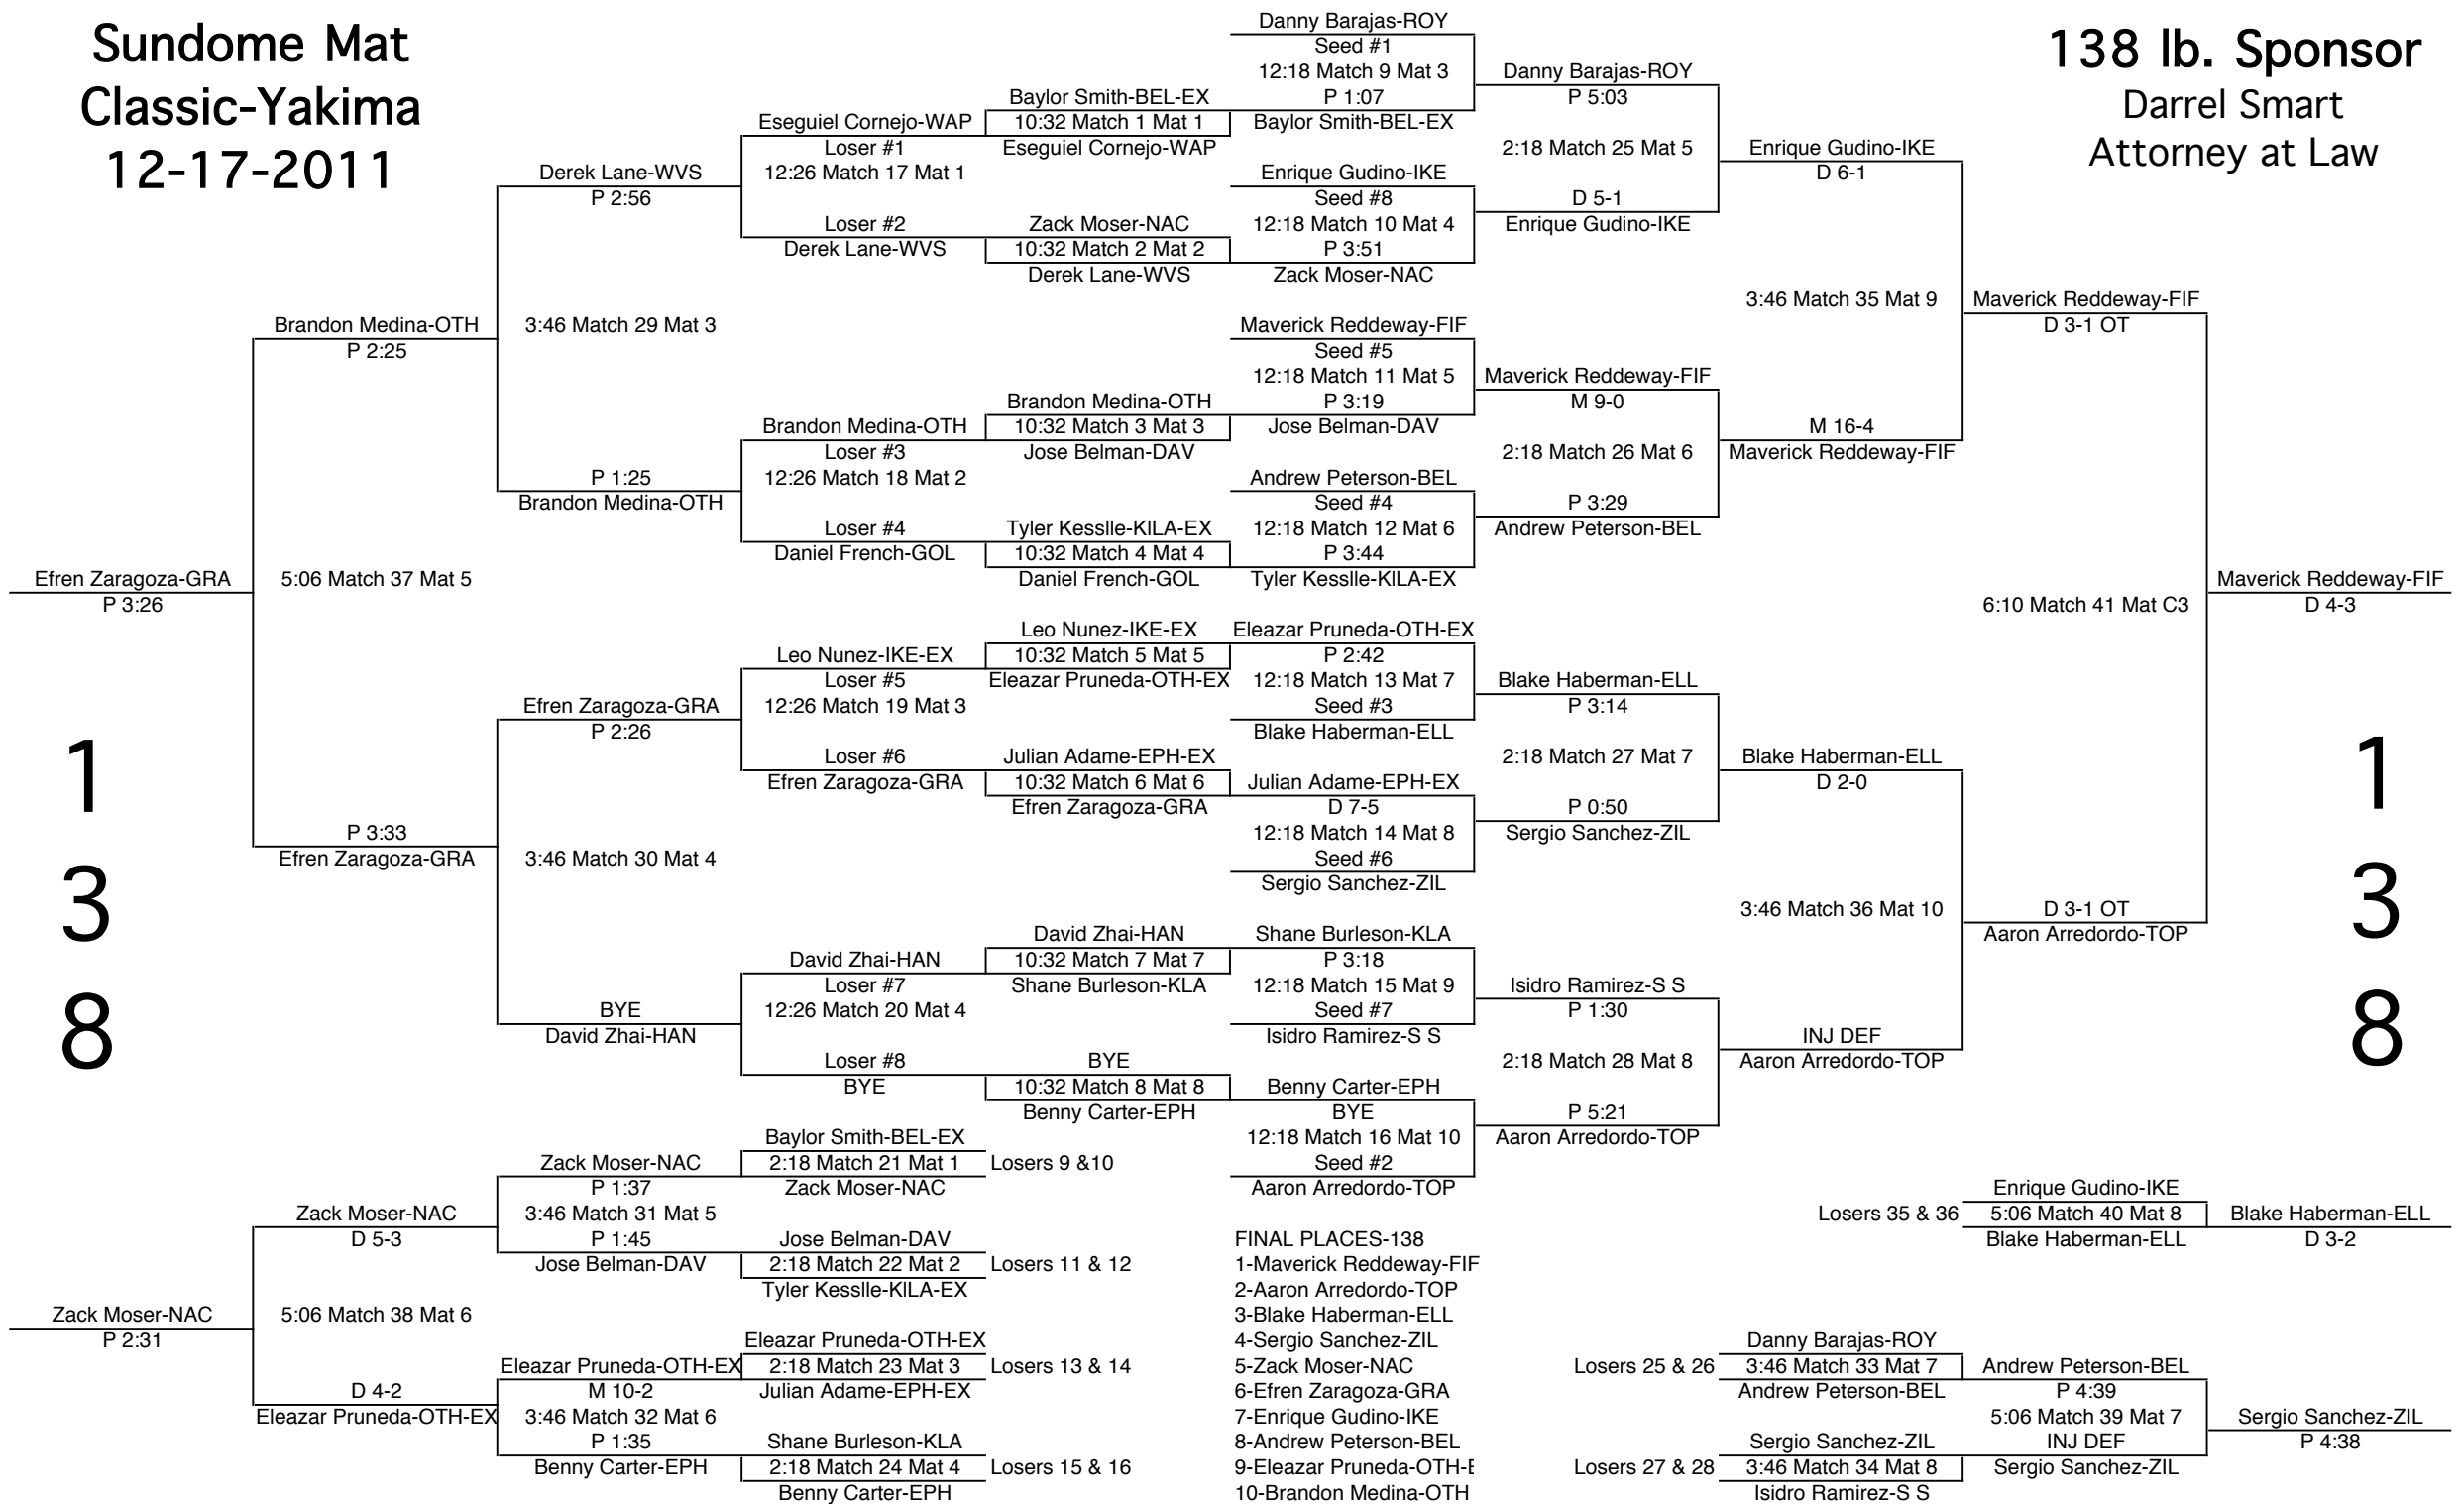 Sundome Mat
Classic-Yakima
12-17-2011
138 lb. Sponsor
Darrel Smart
Attorney at Law
Danny Barajas-ROY
Seed #1
12:18 Match 9 Mat 3
P 1:07
Baylor Smith-BEL-EX
Enrique Gudino-IKE
Seed #8
12:18 Match 10 Mat 4
P 3:51
Zack Moser-NAC
Maverick Reddeway-FIF
Seed #5
12:18 Match 11 Mat 5
P 3:19
Jose Belman-DAV
Andrew Peterson-BEL
Seed #4
12:18 Match 12 Mat 6
P 3:44
Tyler Kesslle-KlLA-EX
Eleazar Pruneda-OTH-EX
P 2:42
12:18 Match 13 Mat 7
Seed #3
Blake Haberman-ELL
Julian Adame-EPH-EX
D 7-5
12:18 Match 14 Mat 8
Seed #6
Sergio Sanchez-ZIL
Shane Burleson-KLA
P 3:18
12:18 Match 15 Mat 9
Seed #7
Isidro Ramirez-S S
Benny Carter-EPH
BYE
12:18 Match 16 Mat 10
Seed #2
Aaron Arredordo-TOP
Baylor Smith-BEL-EX
10:32 Match 1 Mat 1
Eseguiel Cornejo-WAP
Zack Moser-NAC
10:32 Match 2 Mat 2
Derek Lane-WVS
Brandon Medina-OTH
10:32 Match 3 Mat 3
Jose Belman-DAV
Tyler Kesslle-KlLA-EX
10:32 Match 4 Mat 4
Daniel French-GOL
Leo Nunez-IKE-EX
10:32 Match 5 Mat 5
Eleazar Pruneda-OTH-EX
Julian Adame-EPH-EX
10:32 Match 6 Mat 6
Efren Zaragoza-GRA
David Zhai-HAN
10:32 Match 7 Mat 7
Shane Burleson-KLA
BYE
10:32 Match 8 Mat 8
Benny Carter-EPH
Eseguiel Cornejo-WAP
Loser #1
12:26 Match 17 Mat 1
Loser #2
Derek Lane-WVS
Brandon Medina-OTH
Loser #3
12:26 Match 18 Mat 2
Loser #4
Daniel French-GOL
Leo Nunez-IKE-EX
Loser #5
12:26 Match 19 Mat 3
Loser #6
Efren Zaragoza-GRA
David Zhai-HAN
Loser #7
12:26 Match 20 Mat 4
Loser #8
BYE
Derek Lane-WVS
P 2:56
3:46 Match 29 Mat 3
P 1:25
Brandon Medina-OTH
Efren Zaragoza-GRA
P 2:26
3:46 Match 30 Mat 4
BYE
David Zhai-HAN
Brandon Medina-OTH
P 2:25
5:06 Match 37 Mat 5
P 3:33
Efren Zaragoza-GRA
Efren Zaragoza-GRA
P 3:26
Danny Barajas-ROY
P 5:03
2:18 Match 25 Mat 5
D 5-1
Enrique Gudino-IKE
Maverick Reddeway-FIF
M 9-0
2:18 Match 26 Mat 6
P 3:29
Andrew Peterson-BEL
Blake Haberman-ELL
P 3:14
2:18 Match 27 Mat 7
P 0:50
Sergio Sanchez-ZIL
Isidro Ramirez-S S
P 1:30
2:18 Match 28 Mat 8
P 5:21
Aaron Arredordo-TOP
Enrique Gudino-IKE
D 6-1
3:46 Match 35 Mat 9
M 16-4
Maverick Reddeway-FIF
Blake Haberman-ELL
D 2-0
3:46 Match 36 Mat 10
INJ DEF
Aaron Arredordo-TOP
Maverick Reddeway-FIF
D 3-1 OT
6:10 Match 41 Mat C3
D 3-1 OT
Aaron Arredordo-TOP
Maverick Reddeway-FIF
D 4-3
1
3
8
1
3
8
Baylor Smith-BEL-EX
2:18 Match 21 Mat 1
Losers 9 &10
Zack Moser-NAC
Jose Belman-DAV
2:18 Match 22 Mat 2
Losers 11 & 12
Tyler Kesslle-KlLA-EX
Eleazar Pruneda-OTH-EX
2:18 Match 23 Mat 3
Losers 13 & 14
Julian Adame-EPH-EX
Shane Burleson-KLA
2:18 Match 24 Mat 4
Losers 15 & 16
Benny Carter-EPH
Zack Moser-NAC
P 1:37
3:46 Match 31 Mat 5
P 1:45
Jose Belman-DAV
Eleazar Pruneda-OTH-EX
M 10-2
3:46 Match 32 Mat 6
P 1:35
Benny Carter-EPH
Zack Moser-NAC
D 5-3
5:06 Match 38 Mat 6
D 4-2
Eleazar Pruneda-OTH-EX
Zack Moser-NAC
P 2:31
FINAL PLACES-138
1-Maverick Reddeway-FIF
2-Aaron Arredordo-TOP
3-Blake Haberman-ELL
4-Sergio Sanchez-ZIL
5-Zack Moser-NAC
6-Efren Zaragoza-GRA
7-Enrique Gudino-IKE
8-Andrew Peterson-BEL
9-Eleazar Pruneda-OTH-E
10-Brandon Medina-OTH
Enrique Gudino-IKE
Losers 35 & 36
5:06 Match 40 Mat 8
Blake Haberman-ELL
Blake Haberman-ELL
D 3-2
Danny Barajas-ROY
Losers 25 & 26
3:46 Match 33 Mat 7
Andrew Peterson-BEL
Sergio Sanchez-ZIL
Losers 27 & 28
3:46 Match 34 Mat 8
Isidro Ramirez-S S
Andrew Peterson-BEL
P 4:39
5:06 Match 39 Mat 7
INJ DEF
Sergio Sanchez-ZIL
Sergio Sanchez-ZIL
P 4:38